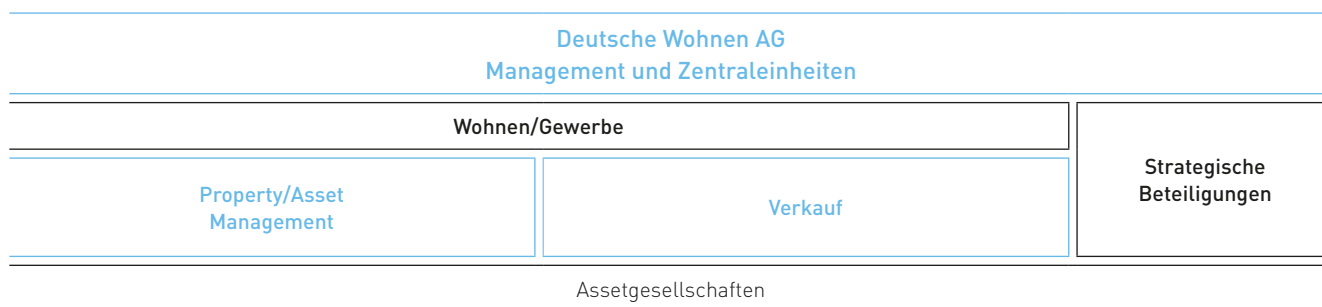 Deutsche Wohnen AG
Management und Zentraleinheiten
Wohnen/Gewerbe
Property/Asset
Management
Verkauf
Strategische
Beteiligungen
Assetgesellschaften